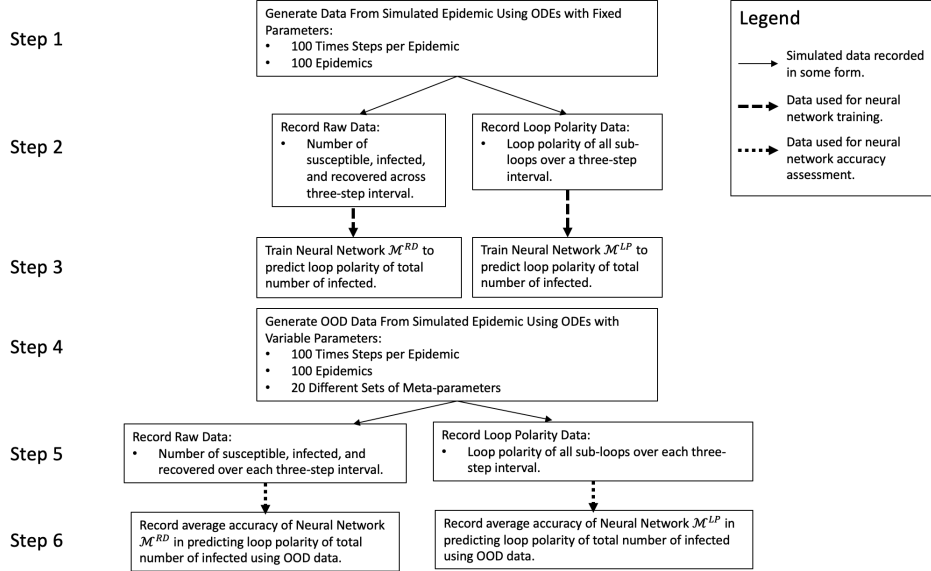 Step 1
Generate Data From Simulated Epidemic Using ODEs with Fixed
Parameters:
• 100 Times Steps per Epidemic
• 100 Epidemics
Legend
Simulated data recorded
in some form.
Data used for neural
network training.
Data used for neural
network accuracy
assessment.
Step 2
Record Raw Data:
• Number of
susceptible, infected,
and recovered across
three-step interval.
Record Loop Polarity Data:
• Loop polarity of all sub-
loops over a three-step
interval.
Step 3
Train Neural Network ℳ^{RD} to
predict loop polarity of total
number of infected.
Train Neural Network ℳ^{LP} to
predict loop polarity of total
number of infected.
Step 4
Generate OOD Data From Simulated Epidemic Using ODEs with
Variable Parameters:
• 100 Times Steps per Epidemic
• 100 Epidemics
• 20 Different Sets of Meta-parameters
Step 5
Record Raw Data:
• Number of susceptible, infected, and
recovered over each three-step interval.
Record Loop Polarity Data:
• Loop polarity of all sub-loops over each three-
step interval.
Step 6
Record average accuracy of Neural Network
ℳ^{RD} in predicting loop polarity of total
number of infected using OOD data.
Record average accuracy of Neural Network ℳ^{LP} in
predicting loop polarity of total number of infected
using OOD data.